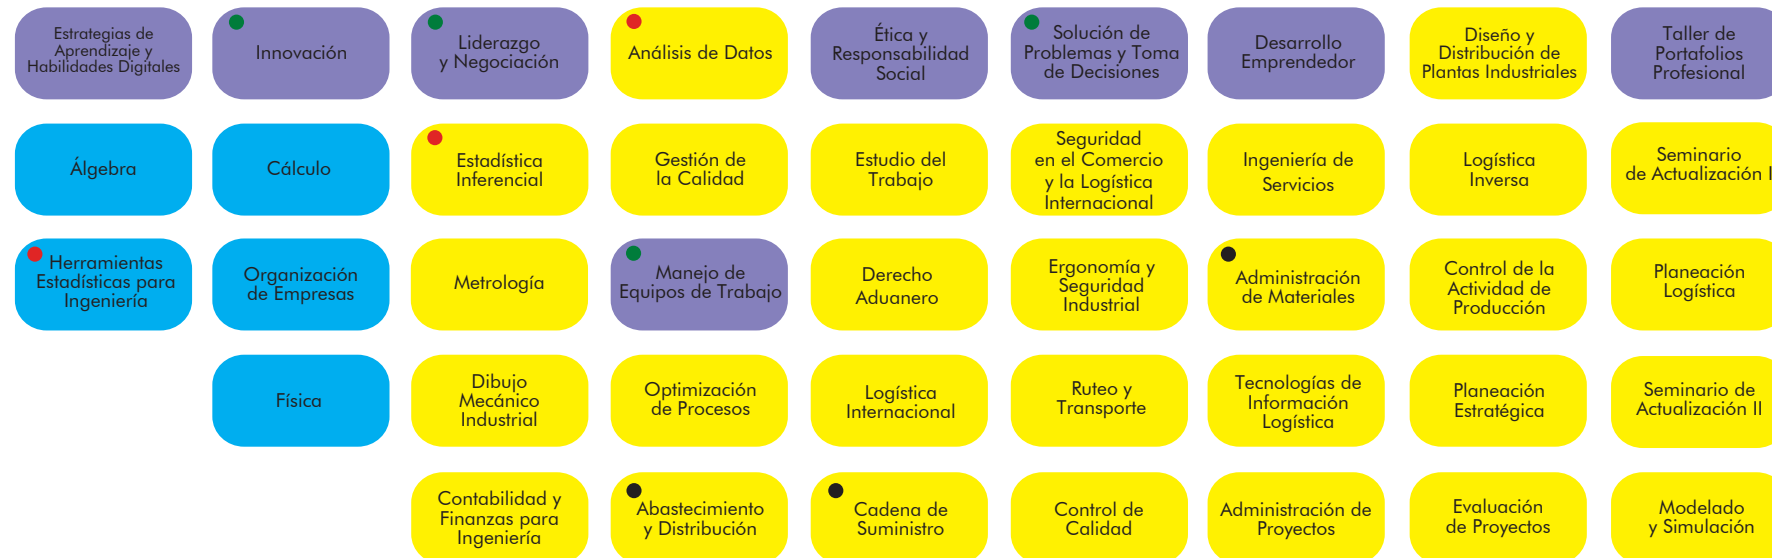 Estrategias de
Aprendizaje y
Habilidades Digitales
Innovación
Liderazgo
y Negociación
Análisis de Datos
Ética y
Responsabilidad
Social
Solución de
Problemas y Toma
de Decisiones
Desarrollo
Emprendedor
Diseño y
Distribución de
Plantas Industriales
Taller de
Portafolios
Profesional
Álgebra
Cálculo
Estadística
Inferencial
Gestión de
la Calidad
Estudio del
Trabajo
Seguridad
en el Comercio
y la Logística
Internacional
Ingeniería de
Servicios
Logística
Inversa
Seminario
de Actualización I
Herramientas
Estadísticas para
Ingeniería
Organización
de Empresas
Metrología
Manejo de
Equipos de Trabajo
Derecho
Aduanero
Ergonomía y
Seguridad
Industrial
Administración
de Materiales
Control de la
Actividad de
Producción
Planeación
Logística
Física
Dibujo
Mecánico
Industrial
Optimización
de Procesos
Logística
Internacional
Ruteo y
Transporte
Tecnologías de
Información
Logística
Planeación
Estratégica
Seminario de
Actualización II
Contabilidad y
Finanzas para
Ingeniería
Abastecimiento
y Distribución
Cadena de
Suministro
Control de
Calidad
Administración de
Proyectos
Evaluación
de Proyectos
Modelado
y Simulación